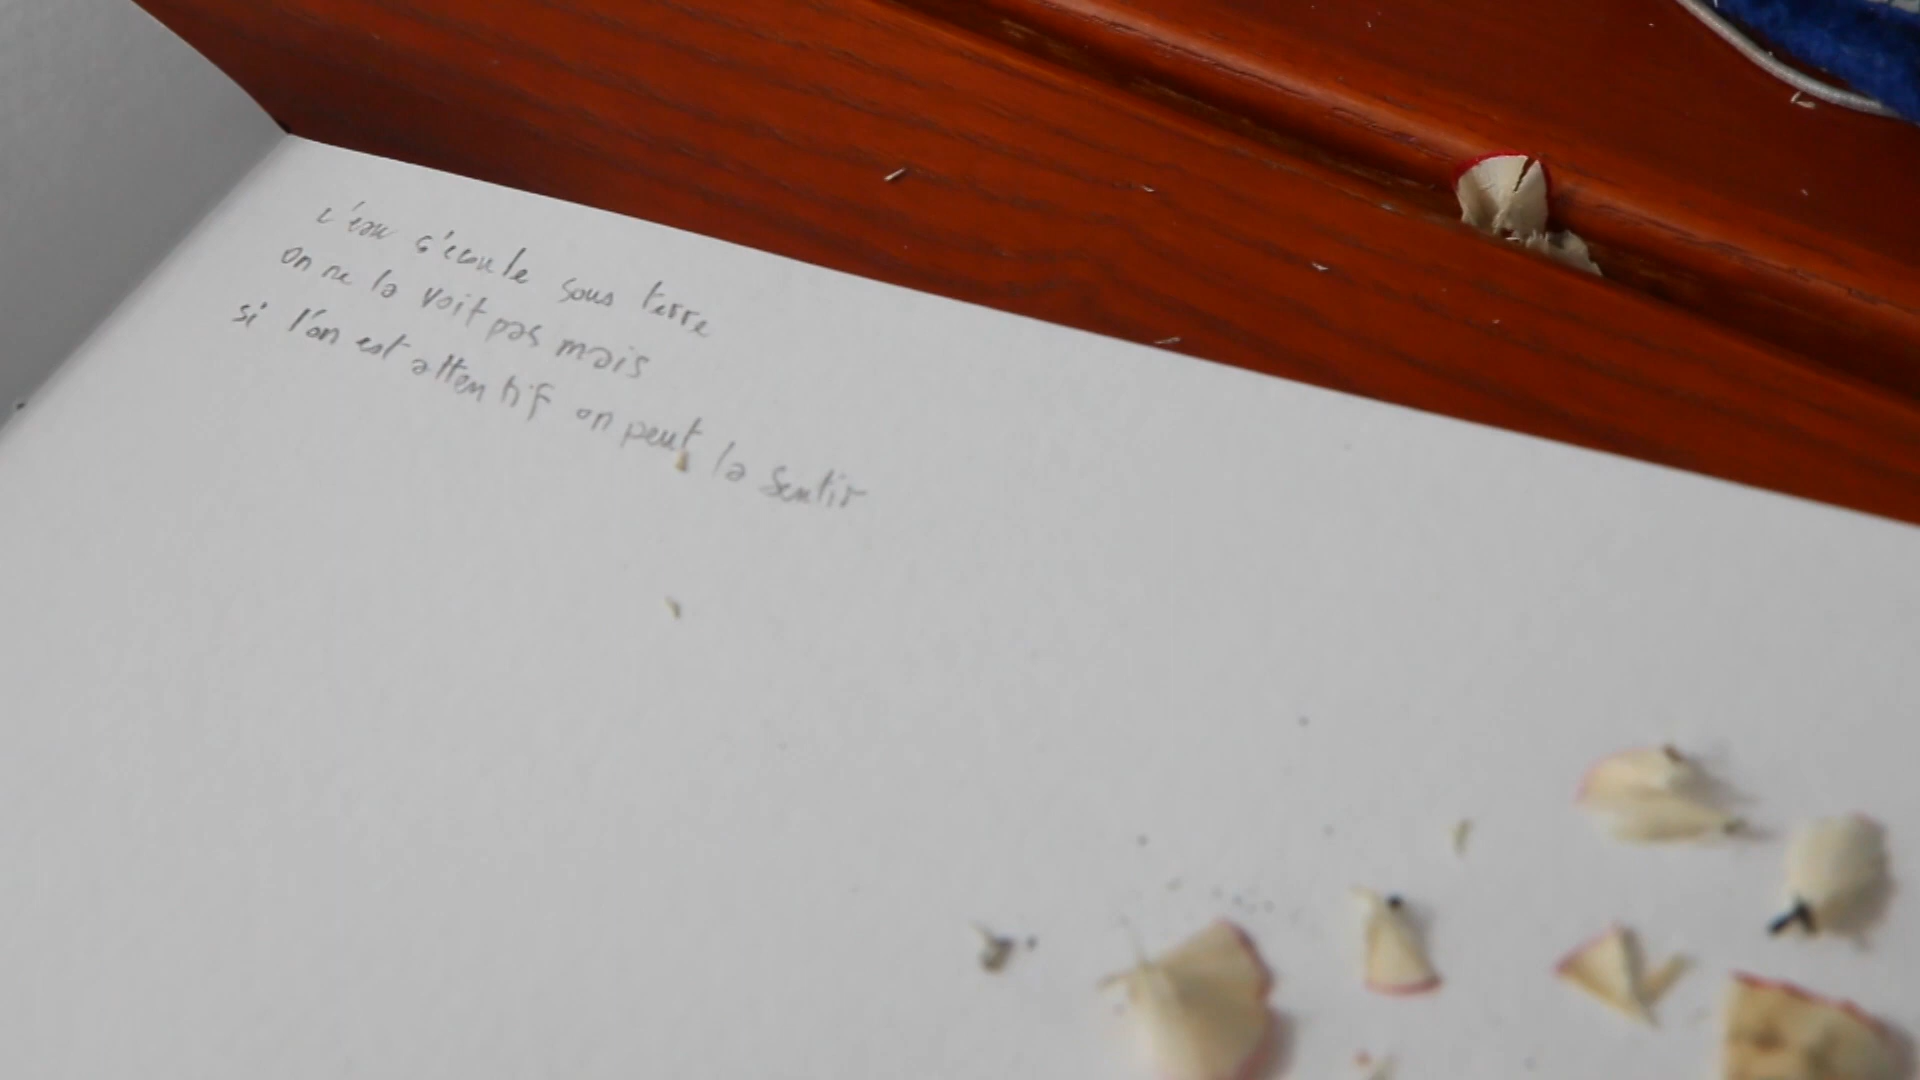 L'eau s'écoule sous terre
on ne la voit pas mais
si l'on est attentif on peut la sentir